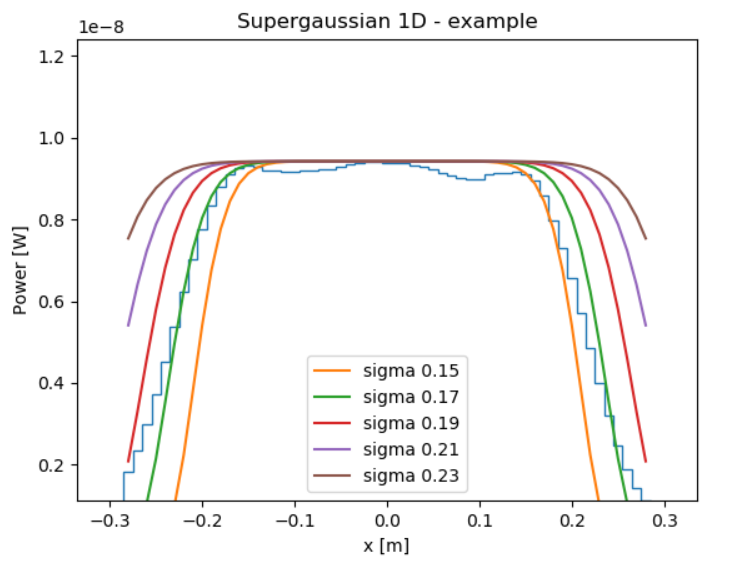 Supergaussian 1D - example
1e−8
1.2
1.0
0.8
0.6
0.4
0.2
Power [W]
sigma 0.15
sigma 0.17
sigma 0.19
sigma 0.21
sigma 0.23
−0.3 −0.2 −0.1 0.0 0.1 0.2 0.3
x [m]